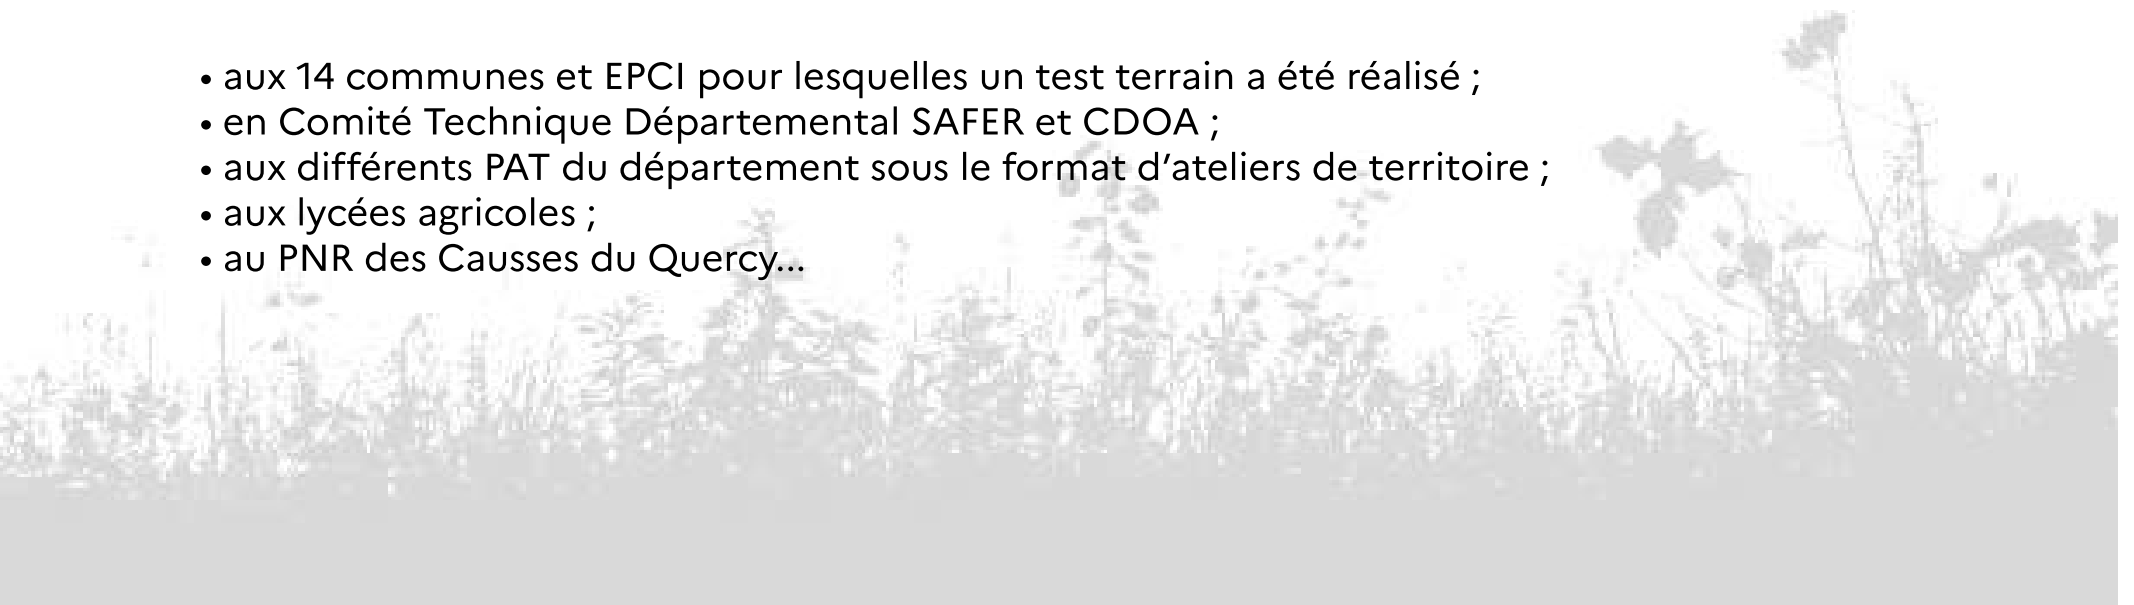 • aux 14 communes et EPCI pour lesquelles un test terrain a été réalisé ;
• en Comité Technique Départemental SAFER et CDOA ;
• aux différents PAT du département sous le format d’ateliers de territoire ;
• aux lycées agricoles ;
• au PNR des Causses du Quercy...